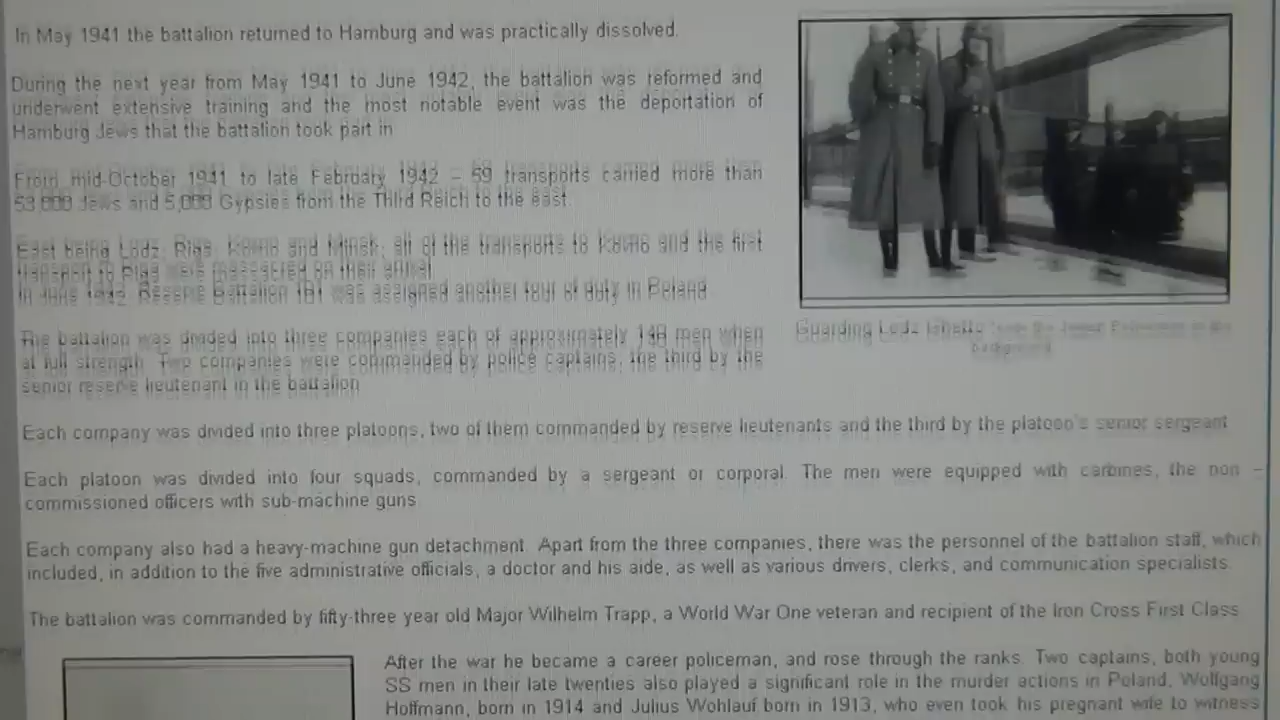 In May 1941 the battalion returned to Hamburg and was practically dissolved.
During the next year from May 1941 to June 1942, the battalion was reformed and
underwent extensive training and the most notable event was the deportation of
Hamburg Jews that the battalion took part in
From mid-October 1941 to late February 1942 – 59 transports carried more than
53,000 Jews and 5,000 Gypsies from the Third Reich to the east.
East being Lodz, Riga, Kovno and Minsk, all of the transports to Kovno and the first
transport to Riga were massacred on their arrival
In June 1942, Reserve Battalion 101 was assigned another tour of duty in Poland.
The battalion was divided into three companies each of approximately 140 men when
at full strength. Two companies were commanded by police captains, the third by the
senior reserve lieutenant in the battalion
Guarding Lodz Ghetto
background
Each company was divided into three platoons, two of them commanded by reserve lieutenants and the third by the platoon's senior sergeant
Each platoon was divided into four squads, commanded by a sergeant or corporal. The men were equipped with carbines, the non –
commissioned officers with sub-machine guns
Each company also had a heavy-machine gun detachment. Apart from the three companies, there was the personnel of the battalion staff, which
included, in addition to the five administrative officials, a doctor and his aide, as well as various drivers, clerks, and communication specialists.
The battalion was commanded by fifty-three year old Major Wilhelm Trapp, a World War One veteran and recipient of the Iron Cross First Class
After the war he became a career policeman, and rose through the ranks. Two captains, both young
SS men in their late twenties also played a significant role in the murder actions in Poland, Wolfgang
Hoffmann, born in 1914 and Julius Wohlauf born in 1913, who even took his pregnant wife to witness